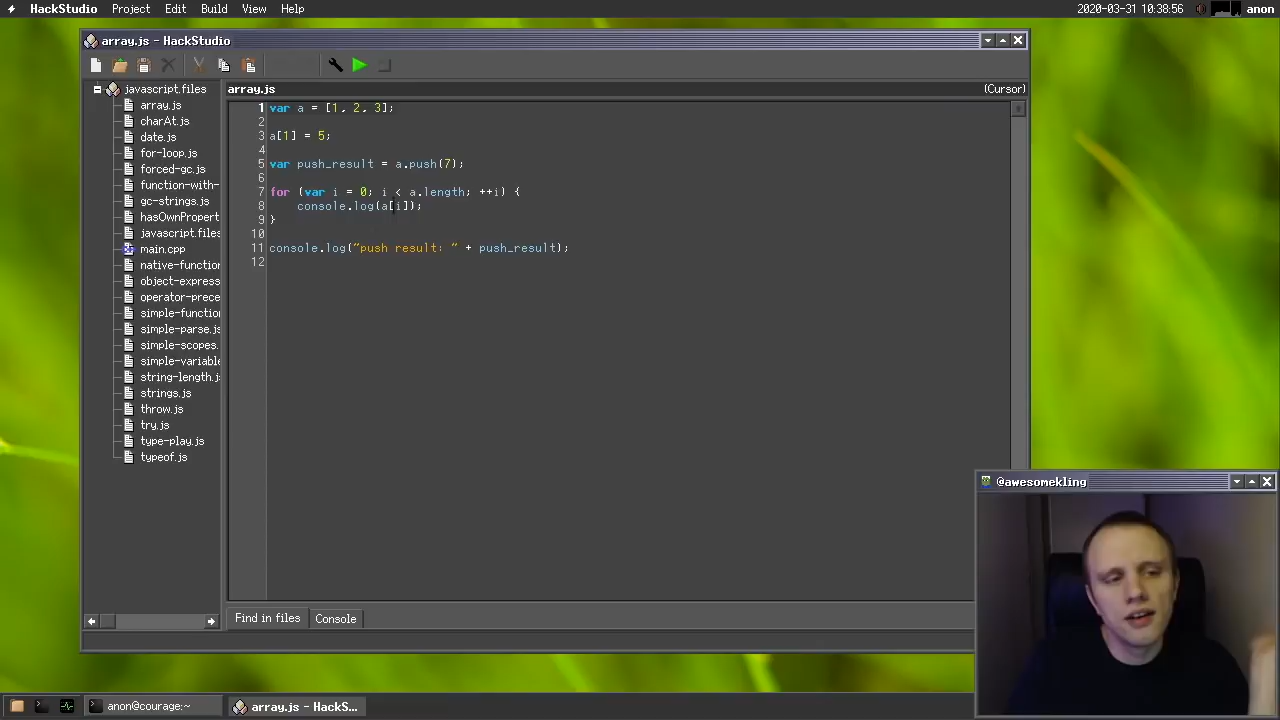 HackStudio Project Edit Build View Help 2020-03-31 10:38:56 anon
array.js - HackStudio
javascript.files
array.js
charAt.js
date.js
for-loop.js
forced-gc.js
function-with-
gc-strings.js
hasOwnPropert
javascript.files
main.cpp
native-function
object-express
operator-prece
simple-function
simple-parse.js
simple-scopes.
simple-variable
string-length.j
strings.js
throw.js
try.js
type-play.js
typeof.js
array.js (Cursor)
1 var a = [1, 2, 3];
2
3 a[1] = 5;
4
5 var push_result = a.push(7);
6
7 for (var i = 0; i < a.length; ++i) {
8 console.log(a[i]);
9 }
10
11 console.log("push result: " + push_result);
12
Find in files Console
@awesomekling
anon@courage:~ array.js - HackS...